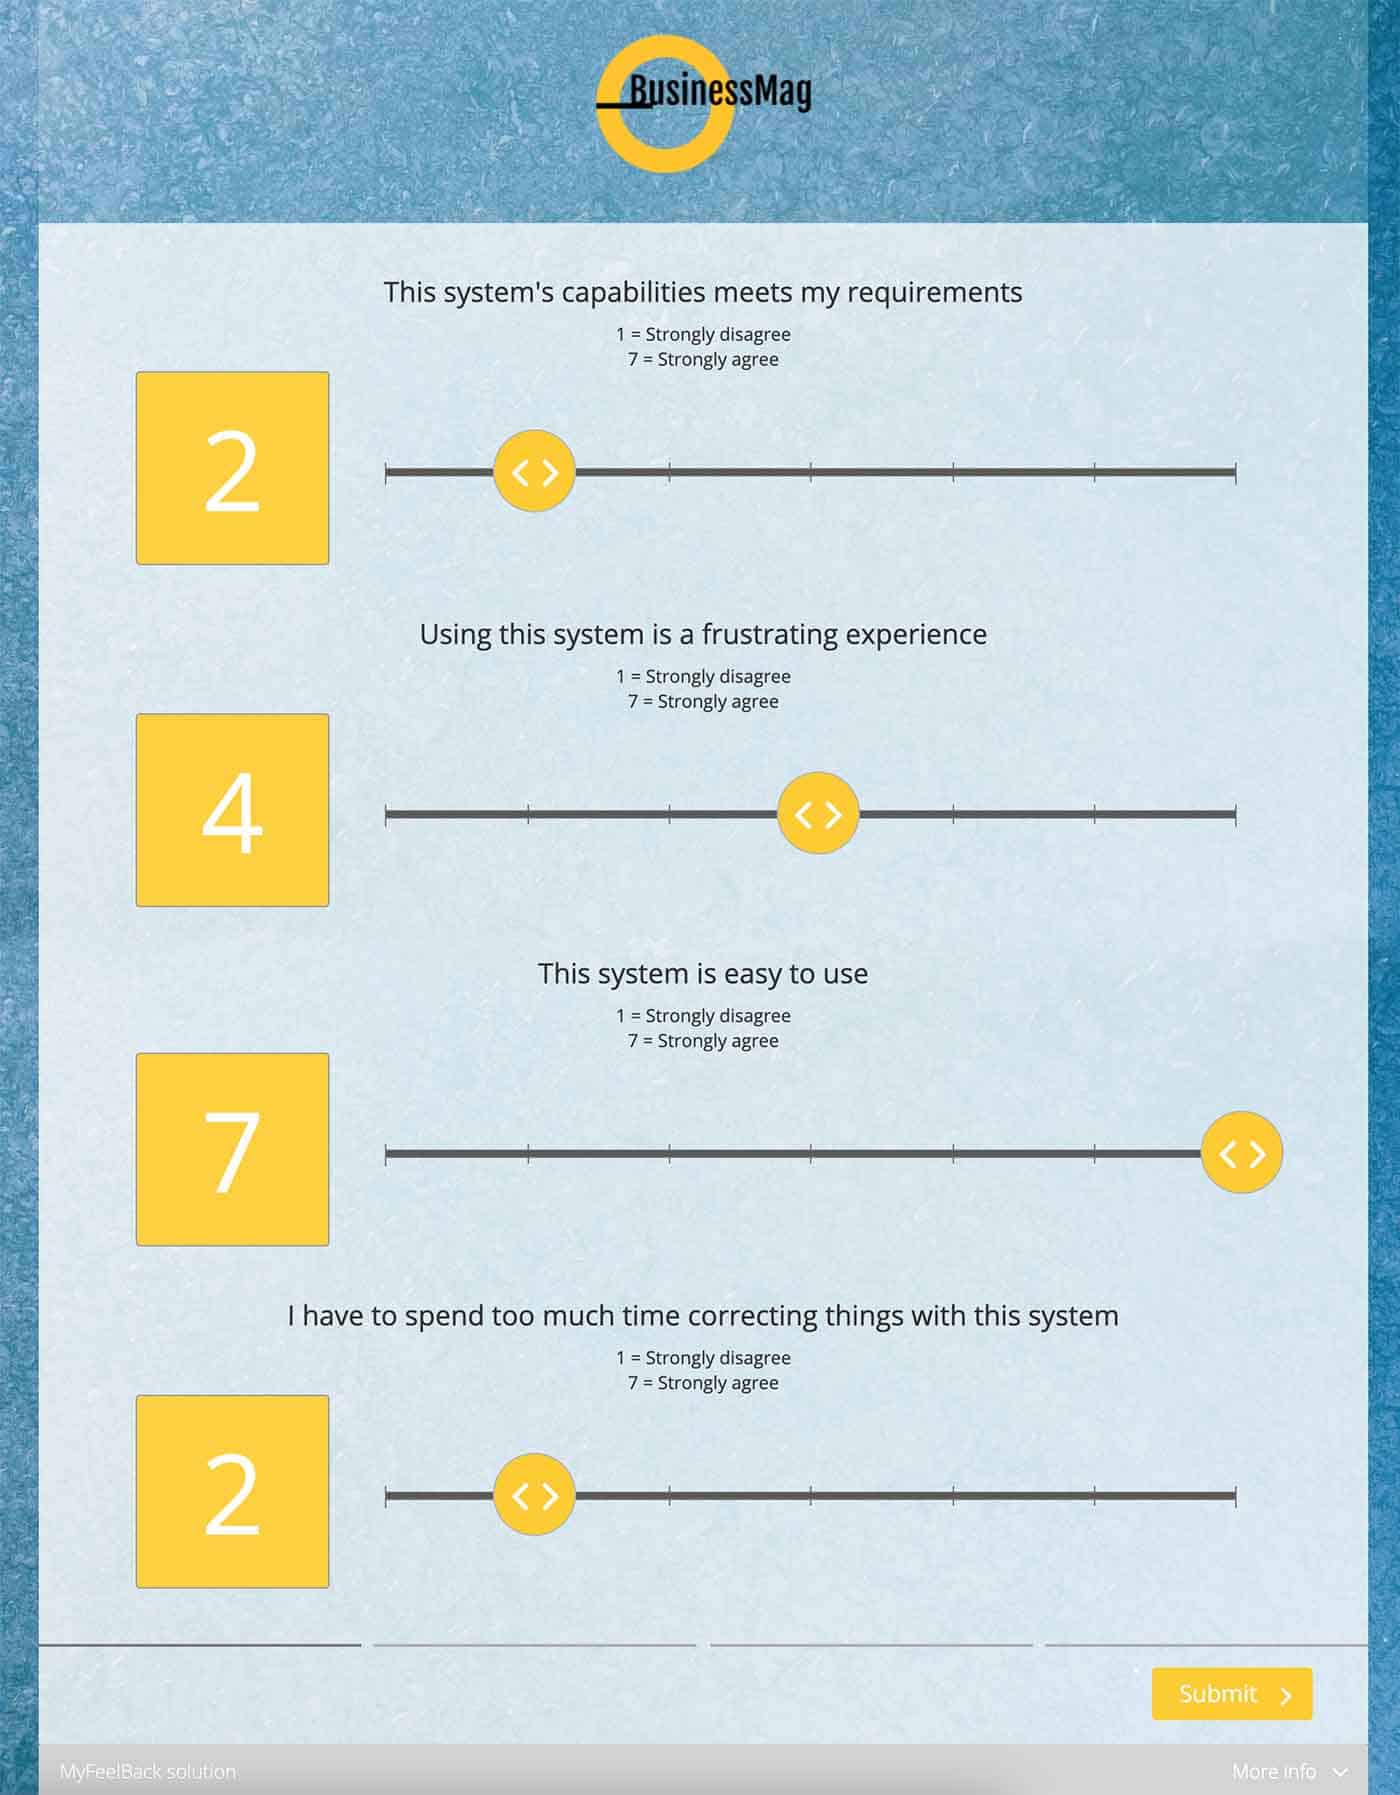 BusinessMag
This system's capabilities meets my requirements
1 = Strongly disagree
7 = Strongly agree
2
Using this system is a frustrating experience
1 = Strongly disagree
7 = Strongly agree
4
This system is easy to use
1 = Strongly disagree
7 = Strongly agree
7
I have to spend too much time correcting things with this system
1 = Strongly disagree
7 = Strongly agree
2
Submit
MyFeelBack solution
More info